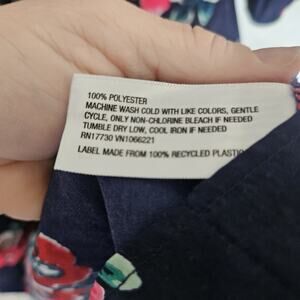 100% POLYESTER
MACHINE WASH COLD WITH LIKE COLORS, GENTLE
CYCLE, ONLY NON-CHLORINE BLEACH IF NEEDED
TUMBLE DRY LOW, COOL IRON IF NEEDED
RN17730 VN1066221
LABEL MADE FROM 100% RECYCLED PLASTIC